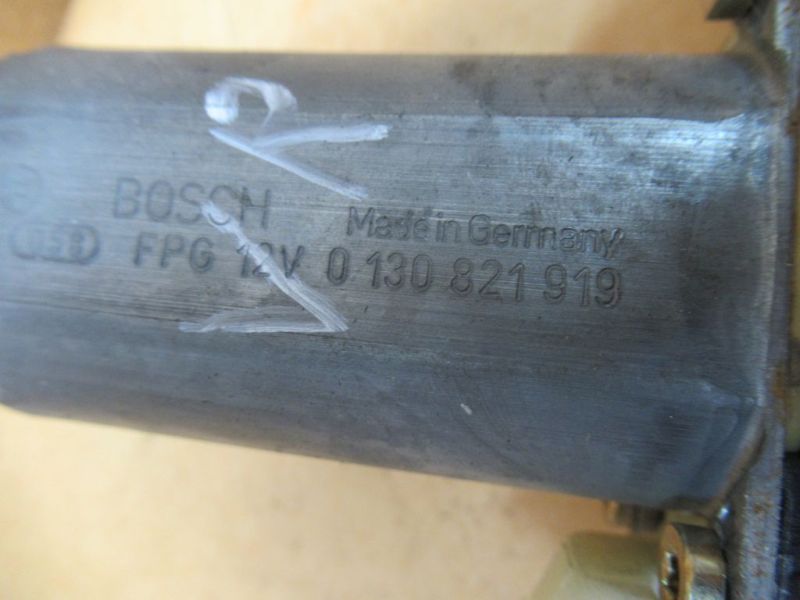 BOSCH Made in Germany
FPG 12V 0 130 821 919